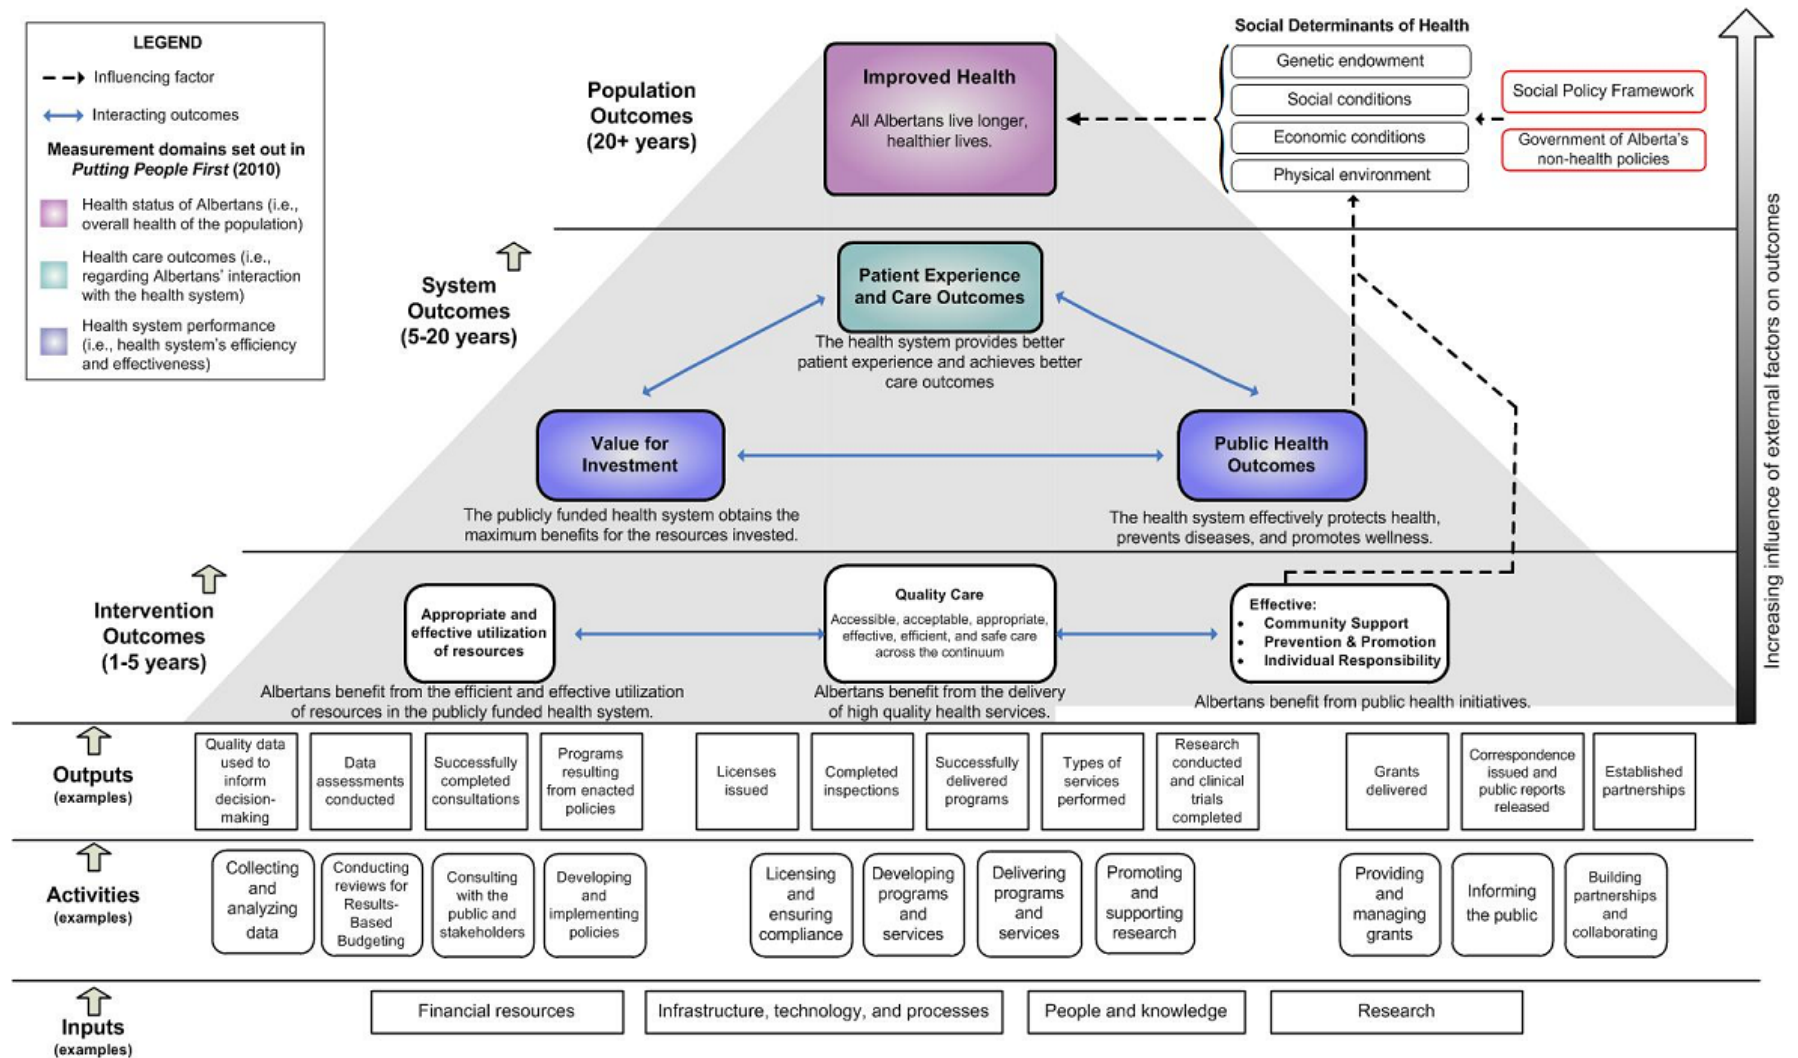 LEGEND
Influencing factor
Interacting outcomes
Measurement domains set out in
Putting People First (2010)
Health status of Albertans (i.e.,
overall health of the population)
Health care outcomes (i.e.,
regarding Albertans' interaction
with the health system)
Health system performance
(i.e., health system's efficiency
and effectiveness)
Population
Outcomes
(20+ years)
Improved Health
All Albertans live longer,
healthier lives.
Social Determinants of Health
Genetic endowment
Social conditions
Economic conditions
Physical environment
Social Policy Framework
Government of Alberta's
non-health policies
Increasing influence of external factors on outcomes
System
Outcomes
(5-20 years)
Patient Experience
and Care Outcomes
The health system provides better
patient experience and achieves better
care outcomes
Value for
Investment
The publicly funded health system obtains the
maximum benefits for the resources invested.
Public Health
Outcomes
The health system effectively protects health,
prevents diseases, and promotes wellness.
Intervention
Outcomes
(1-5 years)
Appropriate and
effective utilization
of resources
Albertans benefit from the efficient and effective utilization
of resources in the publicly funded health system.
Quality Care
Accessible, acceptable, appropriate,
effective, efficient, and safe care
across the continuum
Albertans benefit from the delivery
of high quality health services.
Effective:
• Community Support
• Prevention & Promotion
• Individual Responsibility
Albertans benefit from public health initiatives.
Outputs
(examples)
Quality data
used to
inform
decision-
making
Data
assessments
conducted
Successfully
completed
consultations
Programs
resulting
from enacted
policies
Licenses
issued
Completed
inspections
Successfully
delivered
programs
Types of
services
performed
Research
conducted
and clinical
trials
completed
Grants
delivered
Correspondence
issued and
public reports
released
Established
partnerships
Activities
(examples)
Collecting
and
analyzing
data
Conducting
reviews for
Results-
Based
Budgeting
Consulting
with the
public and
stakeholders
Developing
and
implementing
policies
Licensing
and
ensuring
compliance
Developing
programs
and
services
Delivering
programs
and
services
Promoting
and
supporting
research
Providing
and
managing
grants
Informing
the public
Building
partnerships
and
collaborating
Inputs
(examples)
Financial resources
Infrastructure, technology, and processes
People and knowledge
Research